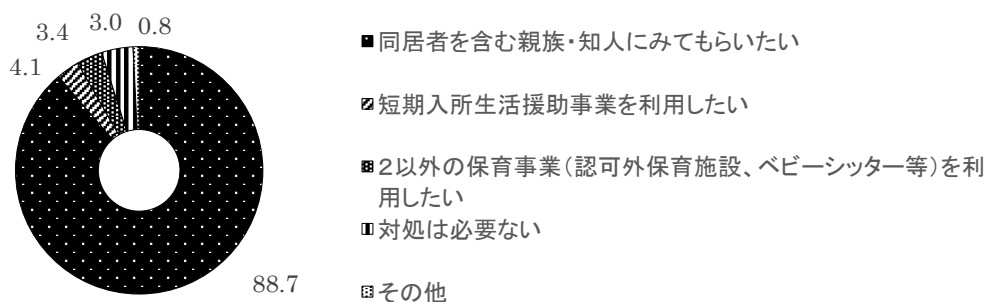 3.4
3.0
0.8
4.1
88.7
同居者を含む親族・知人にみてもらいたい
短期入所生活援助事業を利用したい
2以外の保育事業(認可外保育施設、ベビーシッター等)を利
用したい
対処は必要ない
その他